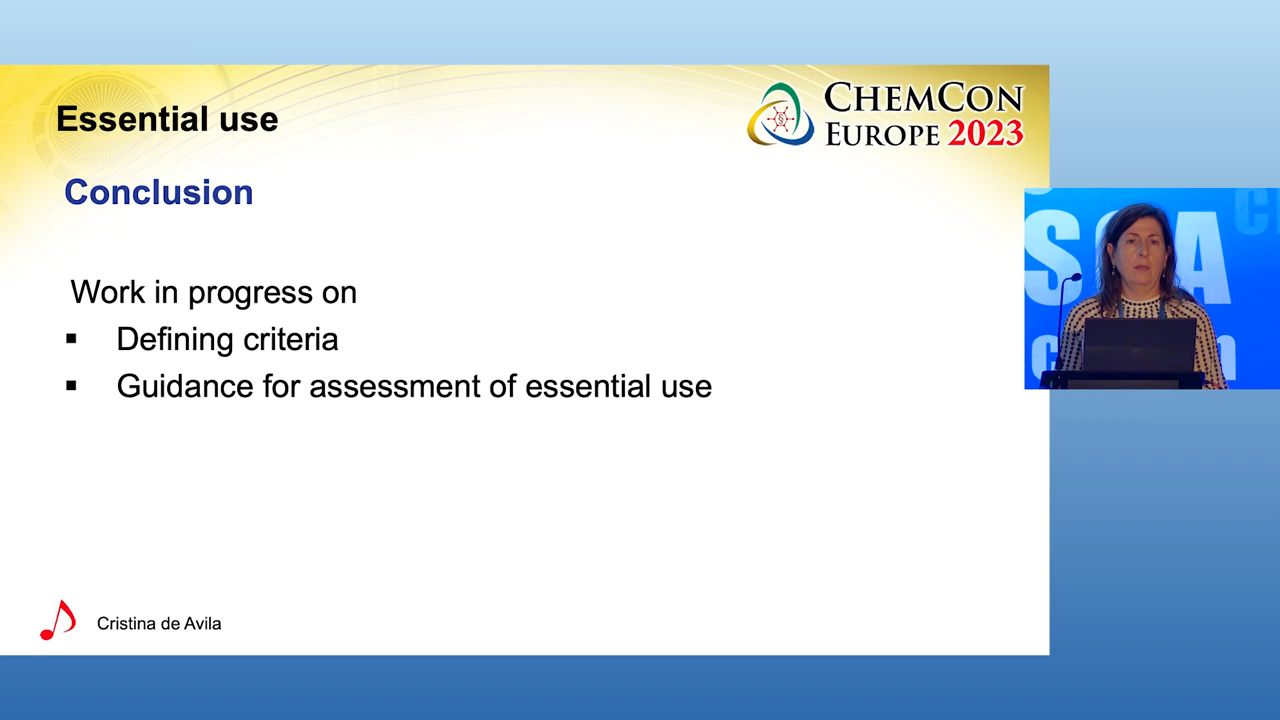 Essential use
CHEMCON
EUROPE 2023
Conclusion
Work in progress on
▪ Defining criteria
▪ Guidance for assessment of essential use
Cristina de Avila